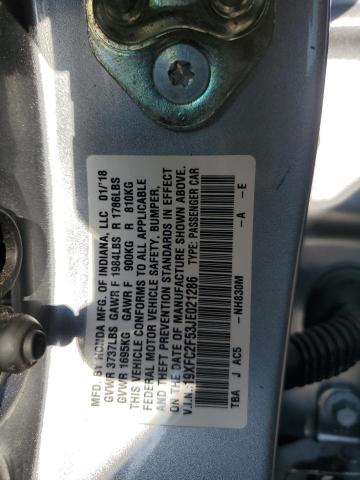 MFD. BY HONDA MFG. OF INDIANA, LLC 01/18
GVWR 3737LBS GAWR F 1984LBS R 1786LBS
GVWR 1695KG GAWR F 900KG R 810KG
THIS VEHICLE CONFORMS TO ALL APPLICABLE
FEDERAL MOTOR VEHICLE SAFETY, BUMPER,
AND THEFT PREVENTION STANDARDS IN EFFECT
ON THE DATE OF MANUFACTURE SHOWN ABOVE.
V.I.N. 19XFC2F53JE021286 TYPE: PASSENGER CAR
-NH830M -A -E
TBA J AC5